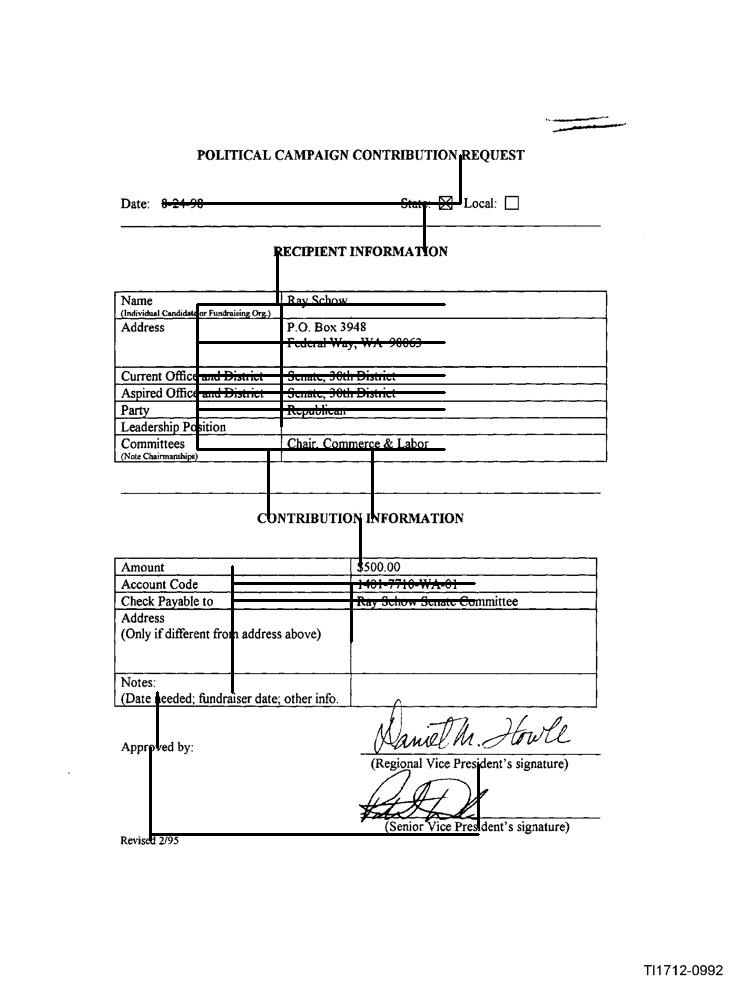 POLITICAL CAMPAIGN CONTRIBUTION REQUEST
Date: 8-24-98 State: Local:
RECIPIENT INFORMATION
Name Ray Schow
(Individual Candidate or Fundraising Org.)
Address P.O. Box 3948
Federal Way, WA 98063
Current Office and District Senate, 30th District
Aspired Office and District Senate, 30th District
Party Republican
Leadership Position
Committees Chair, Commerce & Labor
(Note Chairmanships)
CONTRIBUTION INFORMATION
Amount $500.00
Account Code 1401-7710-WA-01
Check Payable to Ray Schow Senate Committee
Address
(Only if different from address above)
Notes:
(Date needed; fundraiser date; other info.
Daniel M. Howle
Approved by:
(Regional Vice President's signature)
(Senior Vice President's signature)
Revised 2/95
TI1712-0992